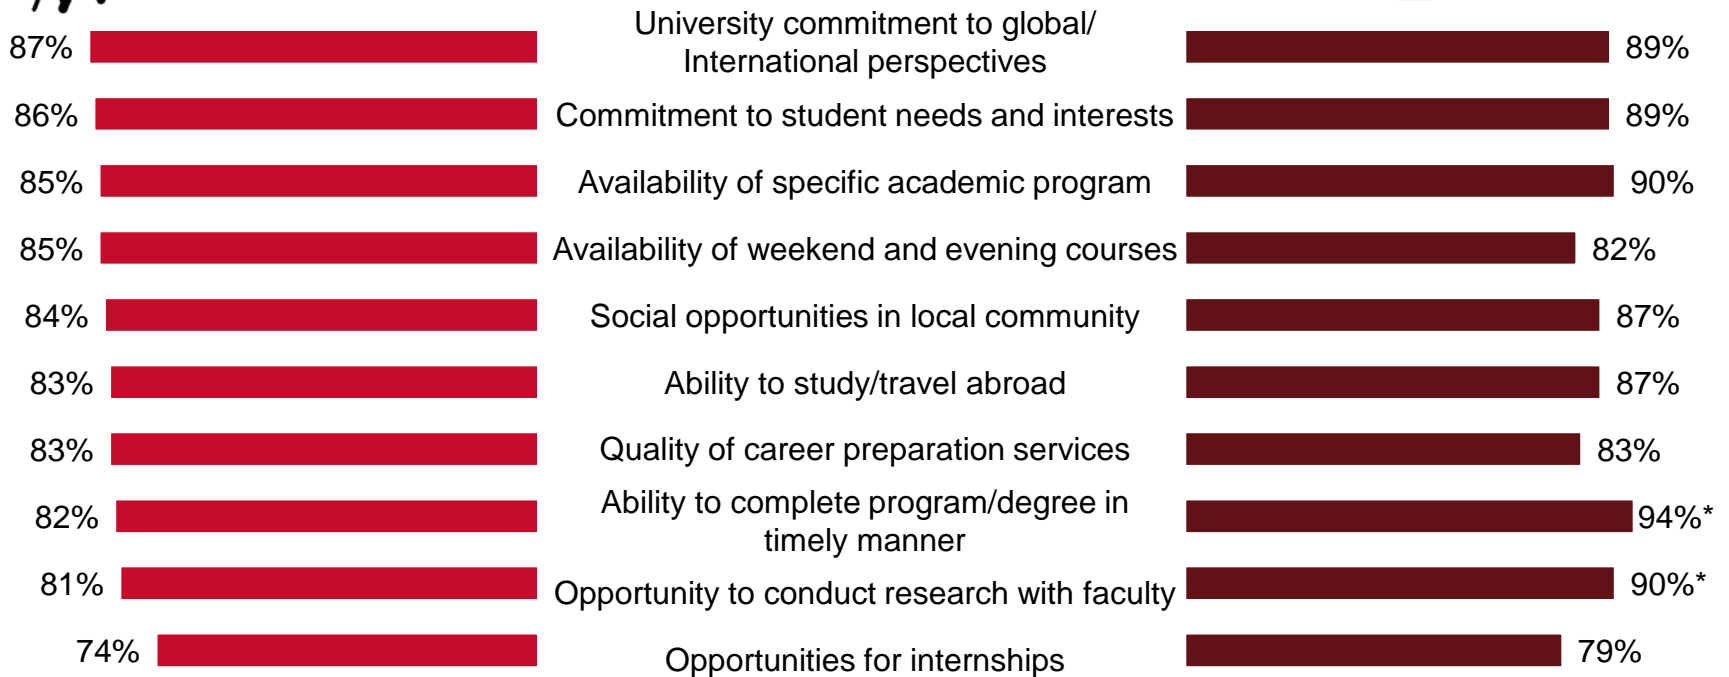 87% University commitment to global/ 89%
International perspectives
86% Commitment to student needs and interests 89%
85% Availability of specific academic program 90%
85% Availability of weekend and evening courses 82%
84% Social opportunities in local community 87%
83% Ability to study/travel abroad 87%
83% Quality of career preparation services 83%
82% Ability to complete program/degree in 94%*
timely manner
81% Opportunity to conduct research with faculty 90%*
74% Opportunities for internships 79%